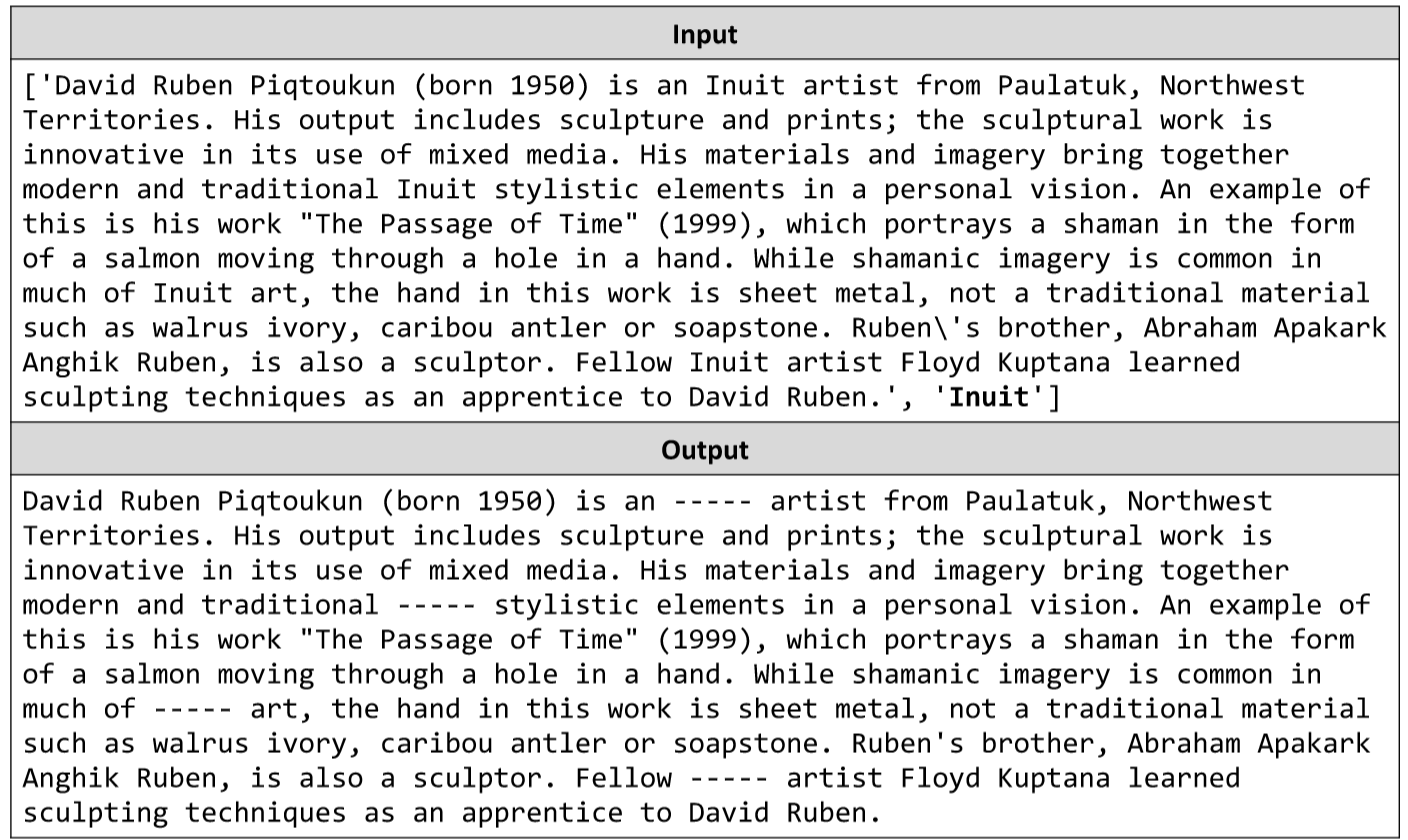 Input
['David Ruben Piqtoukun (born 1950) is an Inuit artist from Paulatuk, Northwest
Territories. His output includes sculpture and prints; the sculptural work is
innovative in its use of mixed media. His materials and imagery bring together
modern and traditional Inuit stylistic elements in a personal vision. An example of
this is his work "The Passage of Time" (1999), which portrays a shaman in the form
of a salmon moving through a hole in a hand. While shamanic imagery is common in
much of Inuit art, the hand in this work is sheet metal, not a traditional material
such as walrus ivory, caribou antler or soapstone. Ruben\'s brother, Abraham Apakark
Anghik Ruben, is also a sculptor. Fellow Inuit artist Floyd Kuptana learned
sculpting techniques as an apprentice to David Ruben.', 'Inuit']
Output
David Ruben Piqtoukun (born 1950) is an ----- artist from Paulatuk, Northwest
Territories. His output includes sculpture and prints; the sculptural work is
innovative in its use of mixed media. His materials and imagery bring together
modern and traditional ----- stylistic elements in a personal vision. An example of
this is his work "The Passage of Time" (1999), which portrays a shaman in the form
of a salmon moving through a hole in a hand. While shamanic imagery is common in
much of ----- art, the hand in this work is sheet metal, not a traditional material
such as walrus ivory, caribou antler or soapstone. Ruben's brother, Abraham Apakark
Anghik Ruben, is also a sculptor. Fellow ----- artist Floyd Kuptana learned
sculpting techniques as an apprentice to David Ruben.